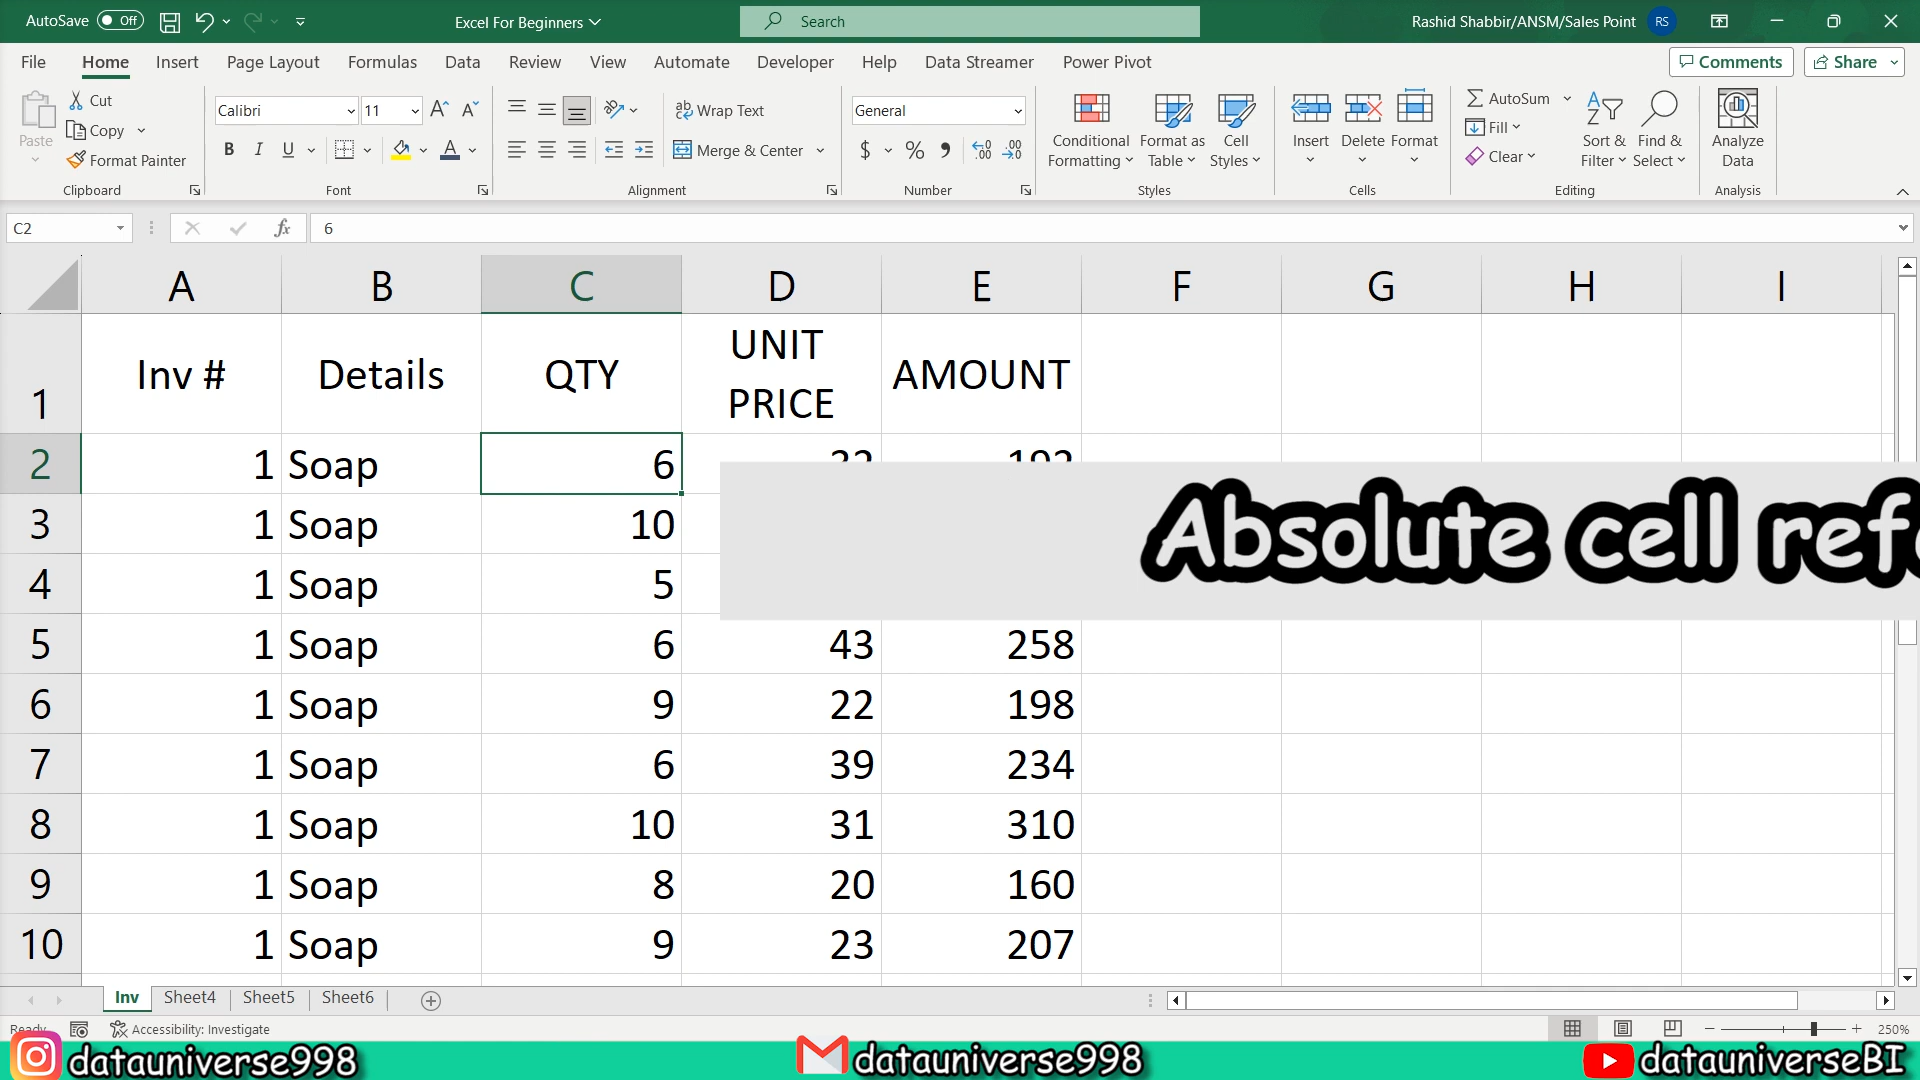 AutoSave Off Excel For Beginners Search Rashid Shabbir/ANSM/Sales Point RS
File Home Insert Page Layout Formulas Data Review View Automate Developer Help Data Streamer Power Pivot Comments Share
Paste Cut Copy Format Painter Clipboard
Calibri 11 B I U A Font
Wrap Text Merge & Center Alignment
General $ % Number
Conditional Formatting Format as Table Cell Styles Styles
Insert Delete Format Cells
AutoSum Fill Clear Sort & Filter Find & Select Editing
Analyze Data Analysis
C2 fx 6
A B C D E F G H I
1 Inv # Details QTY UNIT PRICE AMOUNT
2 1 Soap 6
3 1 Soap 10
Absolute cell
4 1 Soap 5
5 1 Soap 6 43 258
6 1 Soap 9 22 198
7 1 Soap 6 39 234
8 1 Soap 10 31 310
9 1 Soap 8 20 160
10 1 Soap 9 23 207
Inv Sheet4 Sheet5 Sheet6
Ready Accessibility: Investigate 250%
datauniverse998 datauniverse998 datauniverseBI